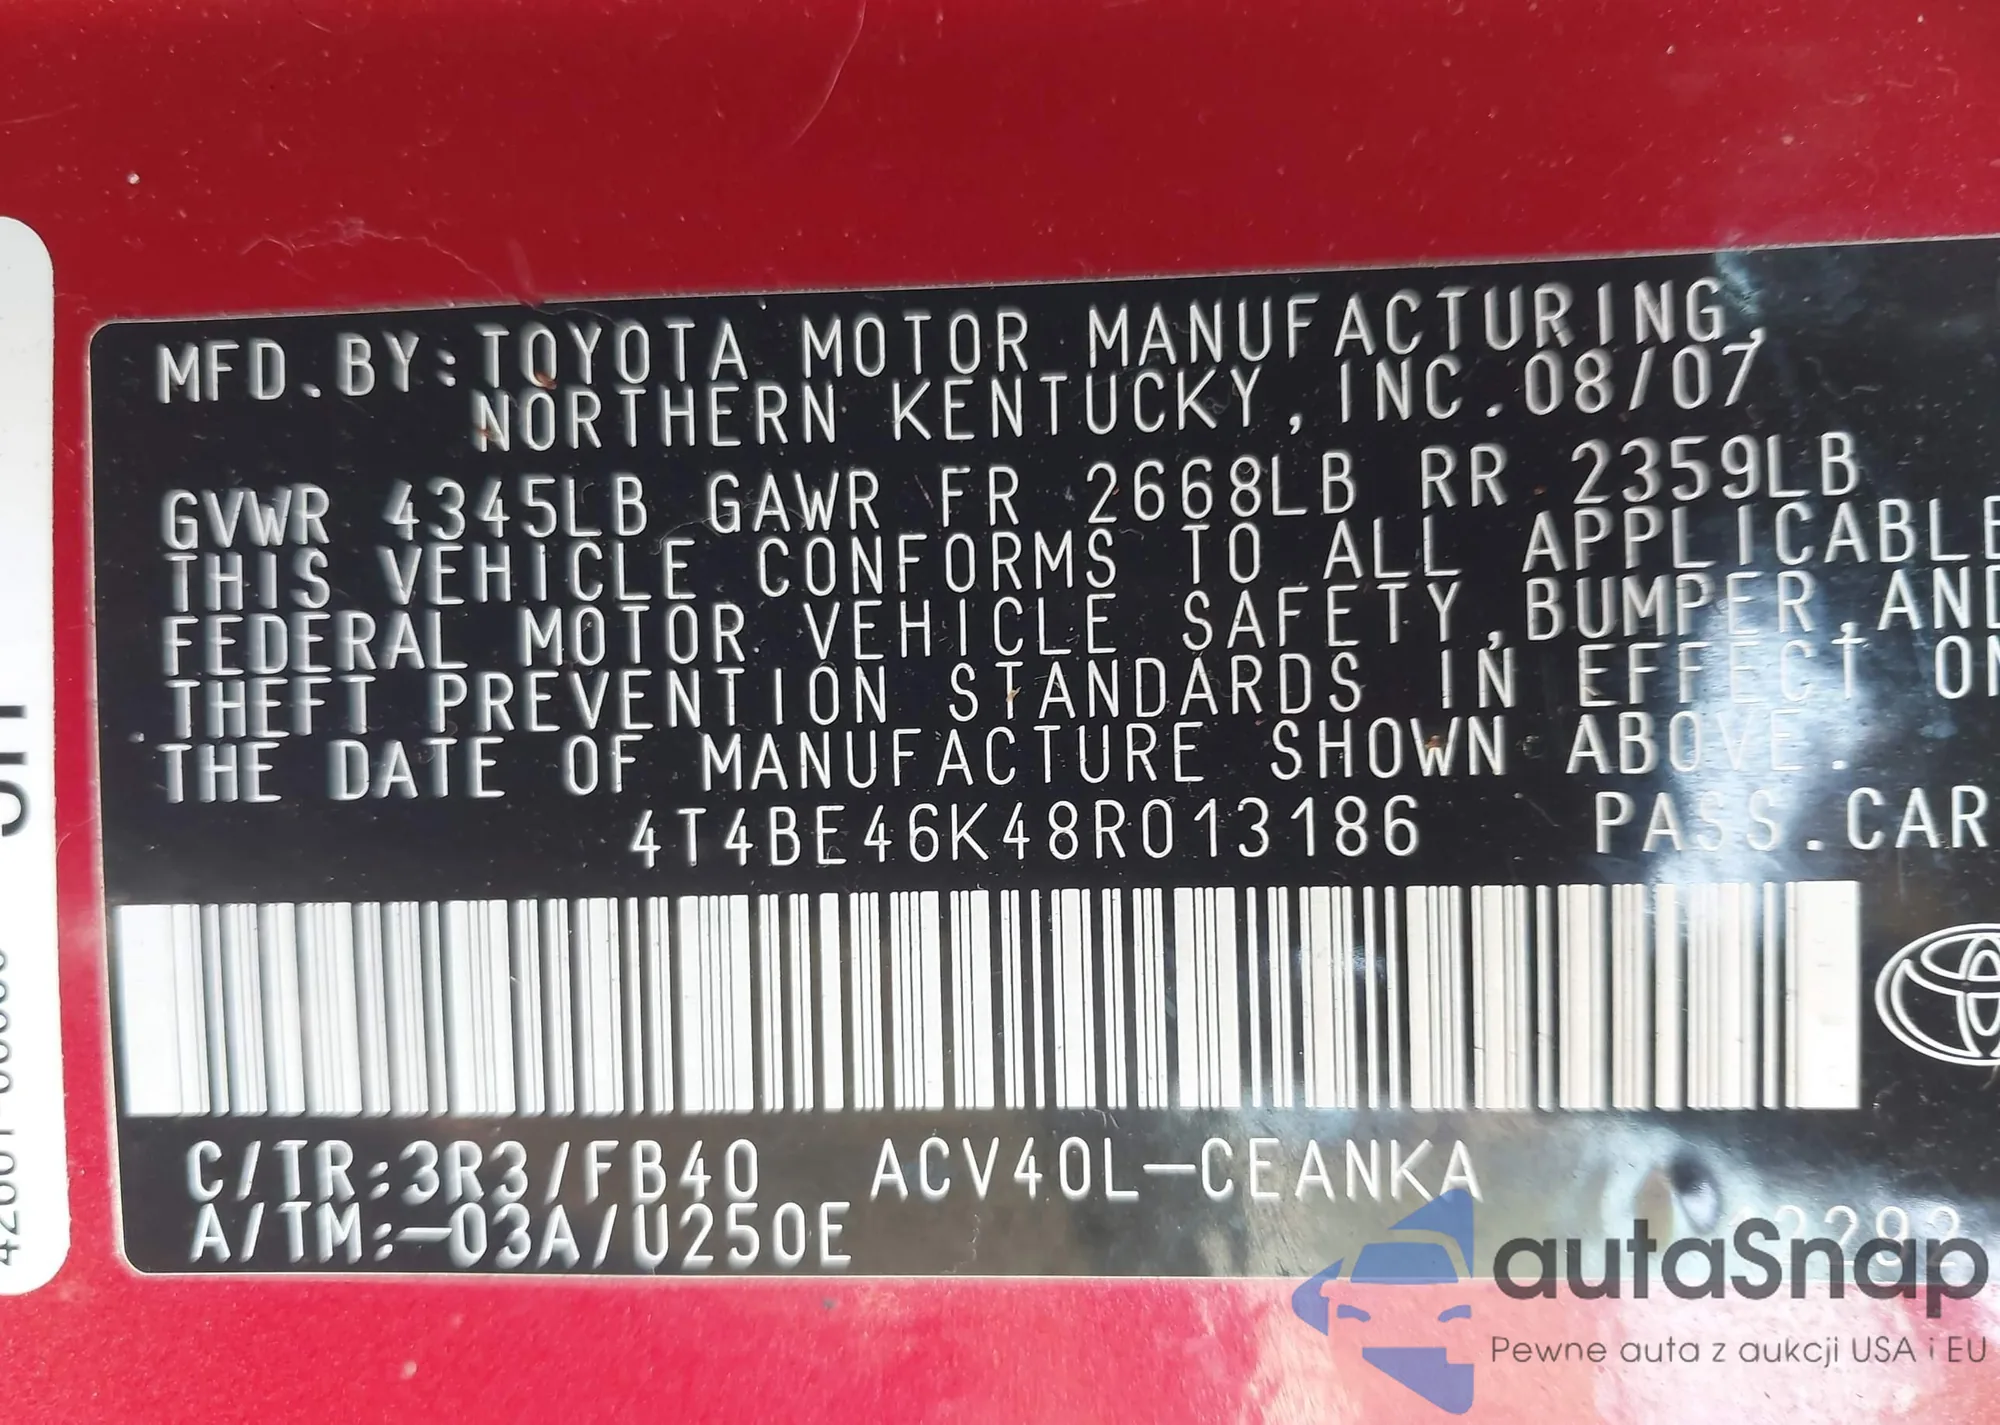 MFD.BY:TOYOTA MOTOR MANUFACTURING,
NORTHERN KENTUCKY, INC.08/07
GVWR 4345LB GAWR FR 2668LB RR 2359LB
THIS VEHICLE CONFORMS TO ALL APPLICABLE
FEDERAL MOTOR VEHICLE SAFETY,BUMPER,AND
THEFT PREVENTION STANDARDS IN EFFECT ON
THE DATE OF MANUFACTURE SHOWN ABOVE.
4T4BE46K48R013186 PASS.CAR
C/TR:3R3/FB40 ACV40L-CEANKA
A/TM:-03A/U250E
autaSnap
Pewne auta z aukcji USA i EU